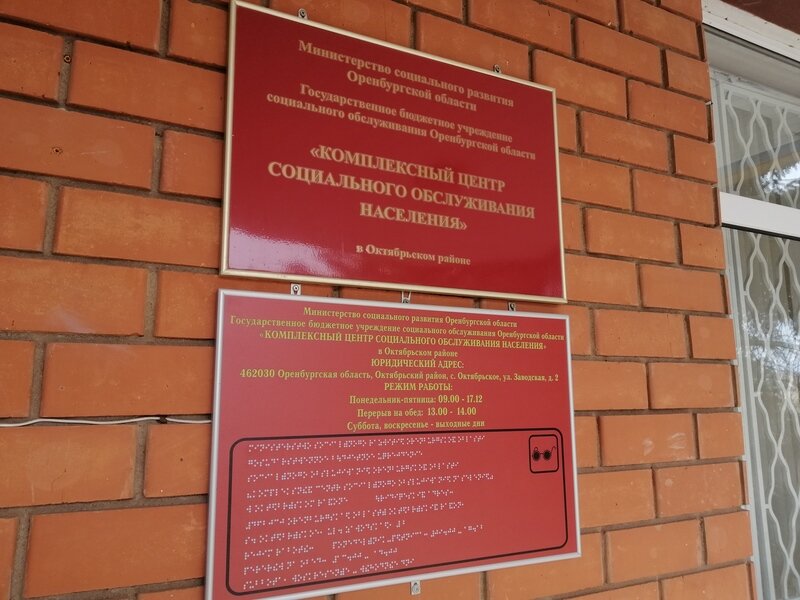 Министерство социального развития
Оренбургской области
Государственное бюджетное учреждение
социального обслуживания Оренбургской области
«КОМПЛЕКСНЫЙ ЦЕНТР
СОЦИАЛЬНОГО ОБСЛУЖИВАНИЯ
НАСЕЛЕНИЯ»
в Октябрьском районе
Министерство социального развития Оренбургской области
Государственное бюджетное учреждение социального обслуживания Оренбургской области
«КОМПЛЕКСНЫЙ ЦЕНТР СОЦИАЛЬНОГО ОБСЛУЖИВАНИЯ НАСЕЛЕНИЯ»
в Октябрьском районе
ЮРИДИЧЕСКИЙ АДРЕС:
462030 Оренбургская область, Октябрьский район, с. Октябрьское, ул. Заводская, д. 2
РЕЖИМ РАБОТЫ:
Понедельник-пятница: 09.00 - 17.12
Перерыв на обед: 13.00 - 14.00
Суббота, воскресенье - выходные дни